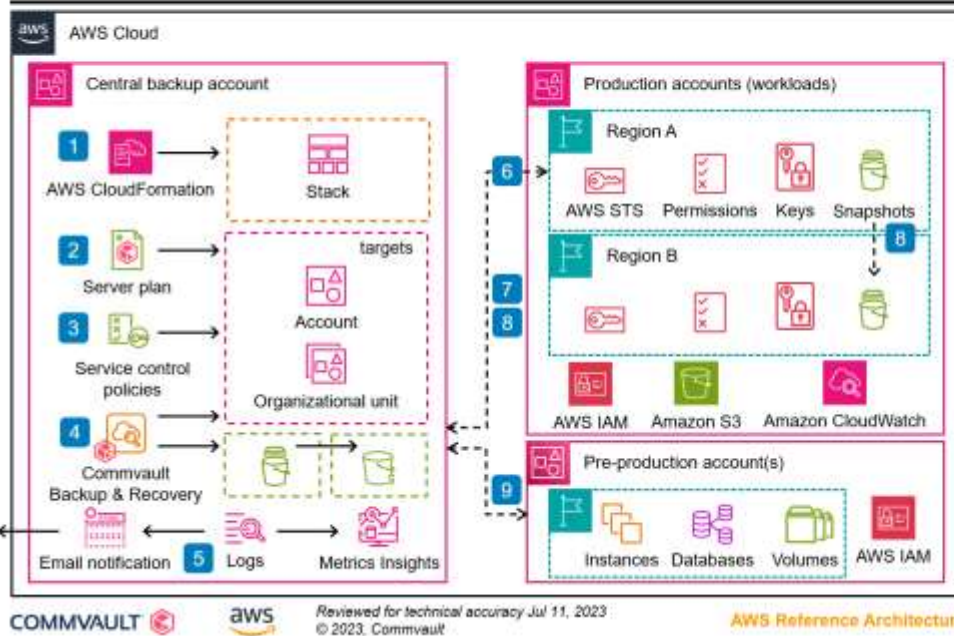 aws
AWS Cloud
Central backup account
1
AWS CloudFormation
Stack
2
Server plan
targets
Account
3
Service control
policies
Organizational unit
4
Commvault
Backup & Recovery
Email notification
5
Logs
Metrics Insights
6
7
8
9
Production accounts (workloads)
Region A
AWS STS
Permissions
Keys
Snapshots
8
Region B
AWS IAM
Amazon S3
Amazon CloudWatch
Pre-production account(s)
Instances
Databases
Volumes
AWS IAM
COMMVAULT
aws
Reviewed for technical accuracy Jul 11, 2023
© 2023, Commvault
AWS Reference Architectur